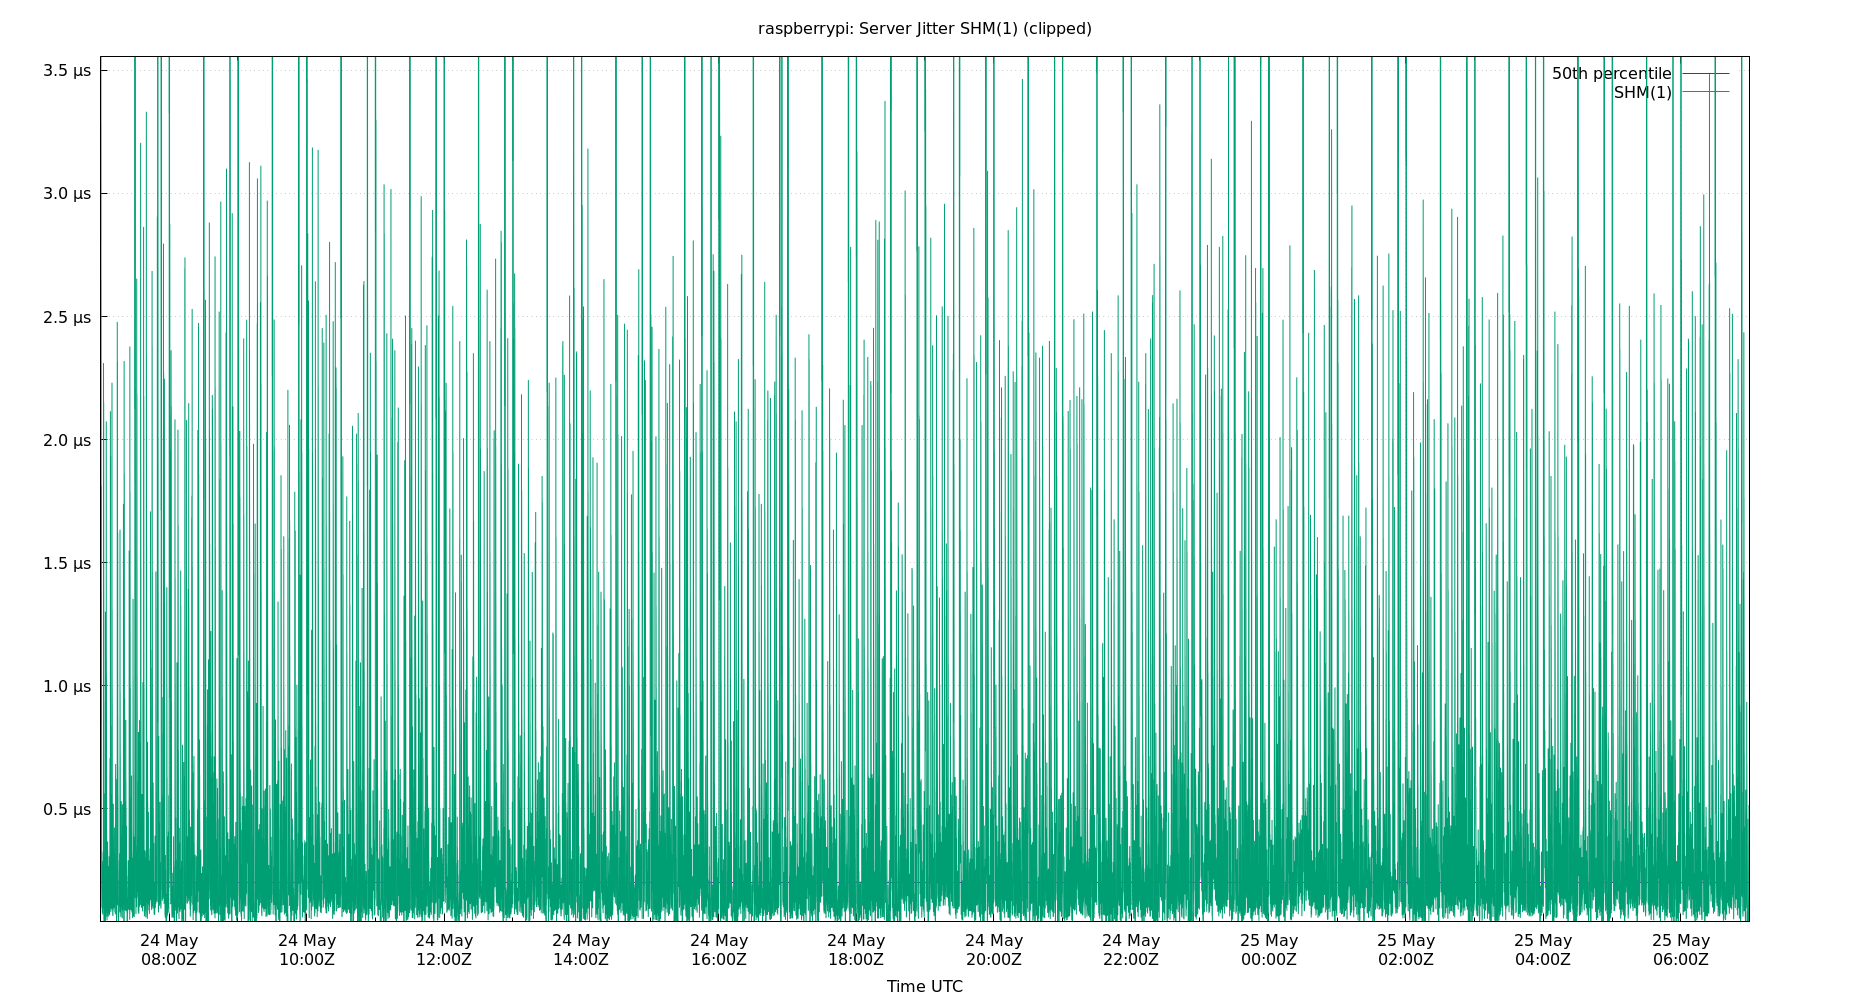 raspberrypi: Server Jitter SHM(1) (clipped)
3.5 µs
3.0 µs
2.5 µs
2.0 µs
1.5 µs
1.0 µs
0.5 µs
50th percentile
SHM(1)
24 May 24 May 24 May 24 May 24 May 24 May 24 May 24 May 25 May 25 May 25 May 25 May
08:00Z 10:00Z 12:00Z 14:00Z 16:00Z 18:00Z 20:00Z 22:00Z 00:00Z 02:00Z 04:00Z 06:00Z
Time UTC